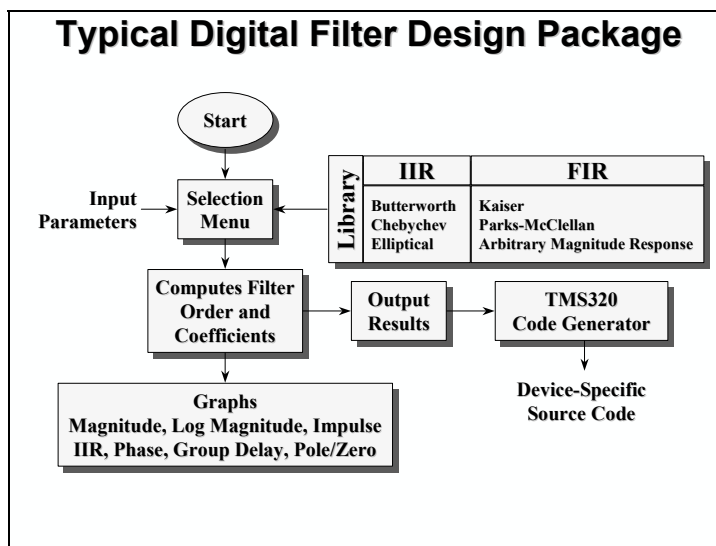 Typical Digital Filter Design Package
Start
Input
Parameters
Selection
Menu
Library
IIR
FIR
Butterworth
Chebychev
Elliptical
Kaiser
Parks-McClellan
Arbitrary Magnitude Response
Computes Filter
Order and
Coefficients
Output
Results
TMS320
Code Generator
Device-Specific
Source Code
Graphs
Magnitude, Log Magnitude, Impulse
IIR, Phase, Group Delay, Pole/Zero